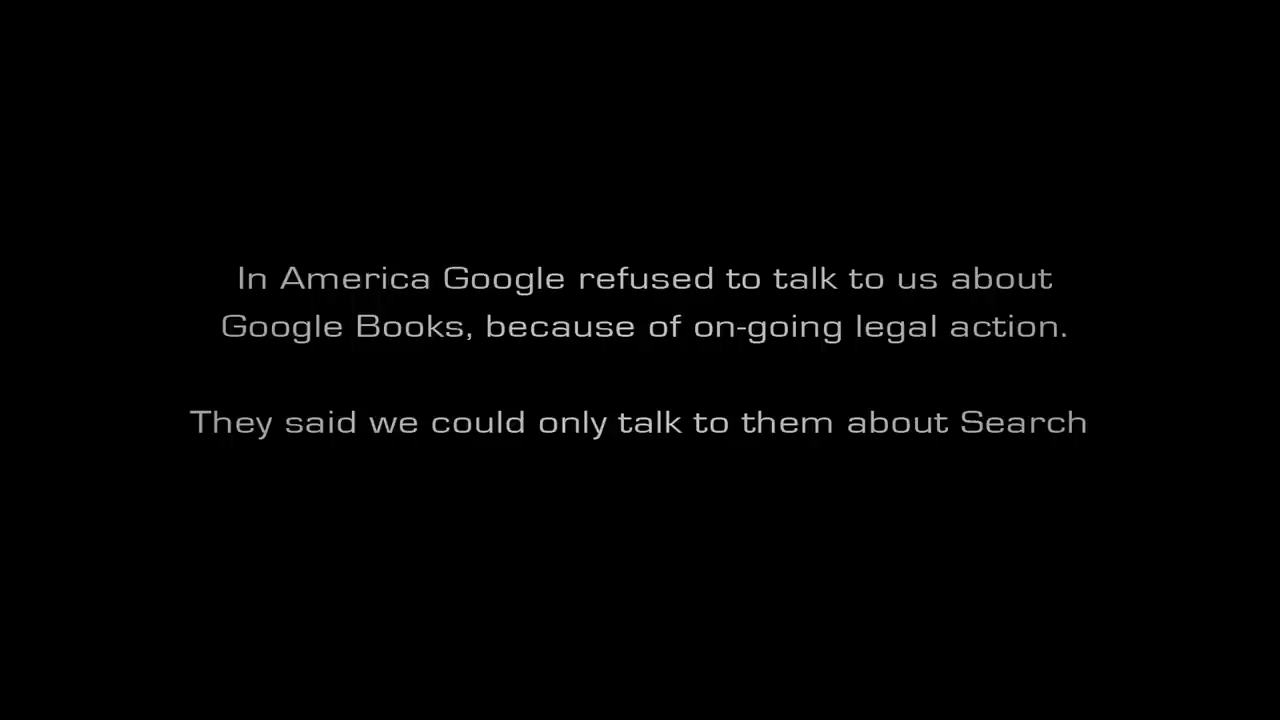 In America Google refused to talk to us about
Google Books, because of on-going legal action.
They said we could only talk to them about Search